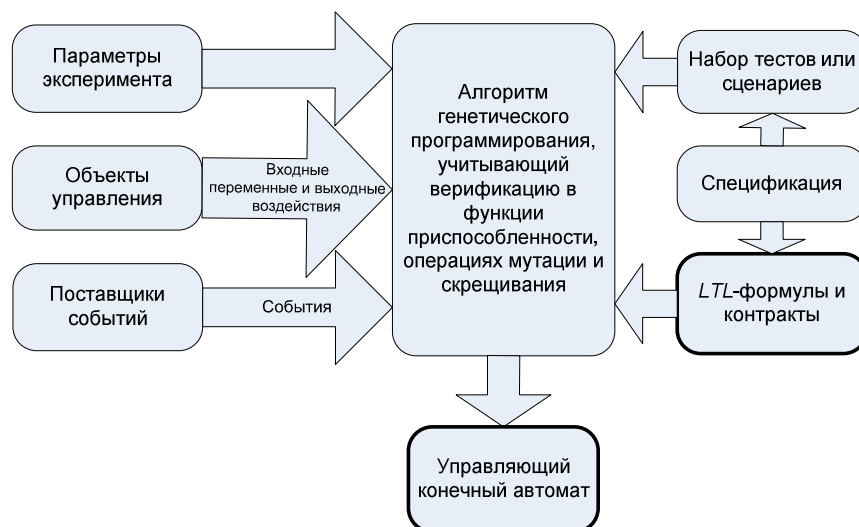 Параметры
эксперимента
Объекты
управления
Входные
переменные и выходные
воздействия
Поставщики
событий
События
Алгоритм
генетического
программирования,
учитывающий
верификацию в
функции
приспособленности,
операциях мутации и
скрещивания
Набор тестов или
сценариев
Спецификация
LTL-формулы и
контракты
Управляющий
конечный автомат